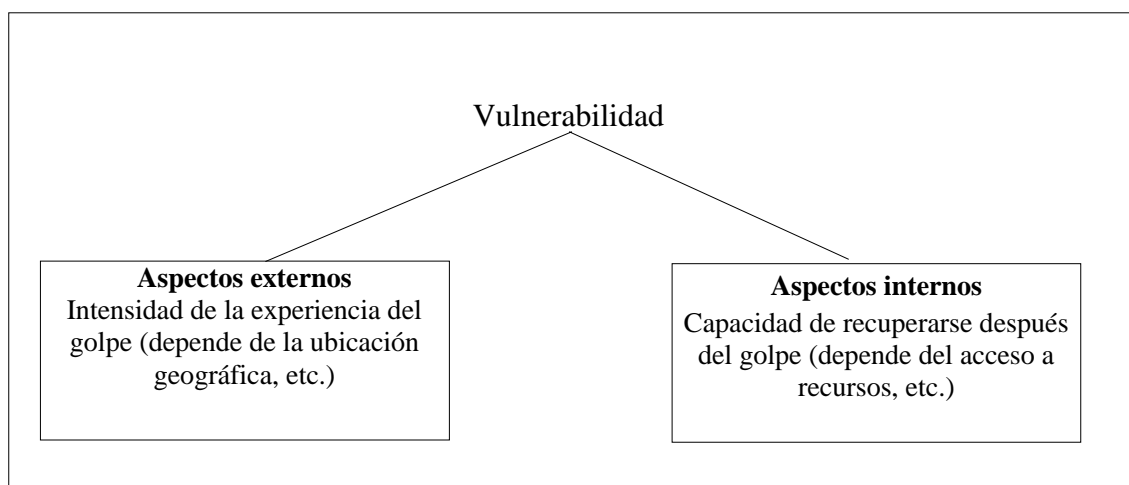 Vulnerabilidad
Aspectos externos
Intensidad de la experiencia del
golpe (depende de la ubicación
geográfica, etc.)
Aspectos internos
Capacidad de recuperarse después
del golpe (depende del acceso a
recursos, etc.)